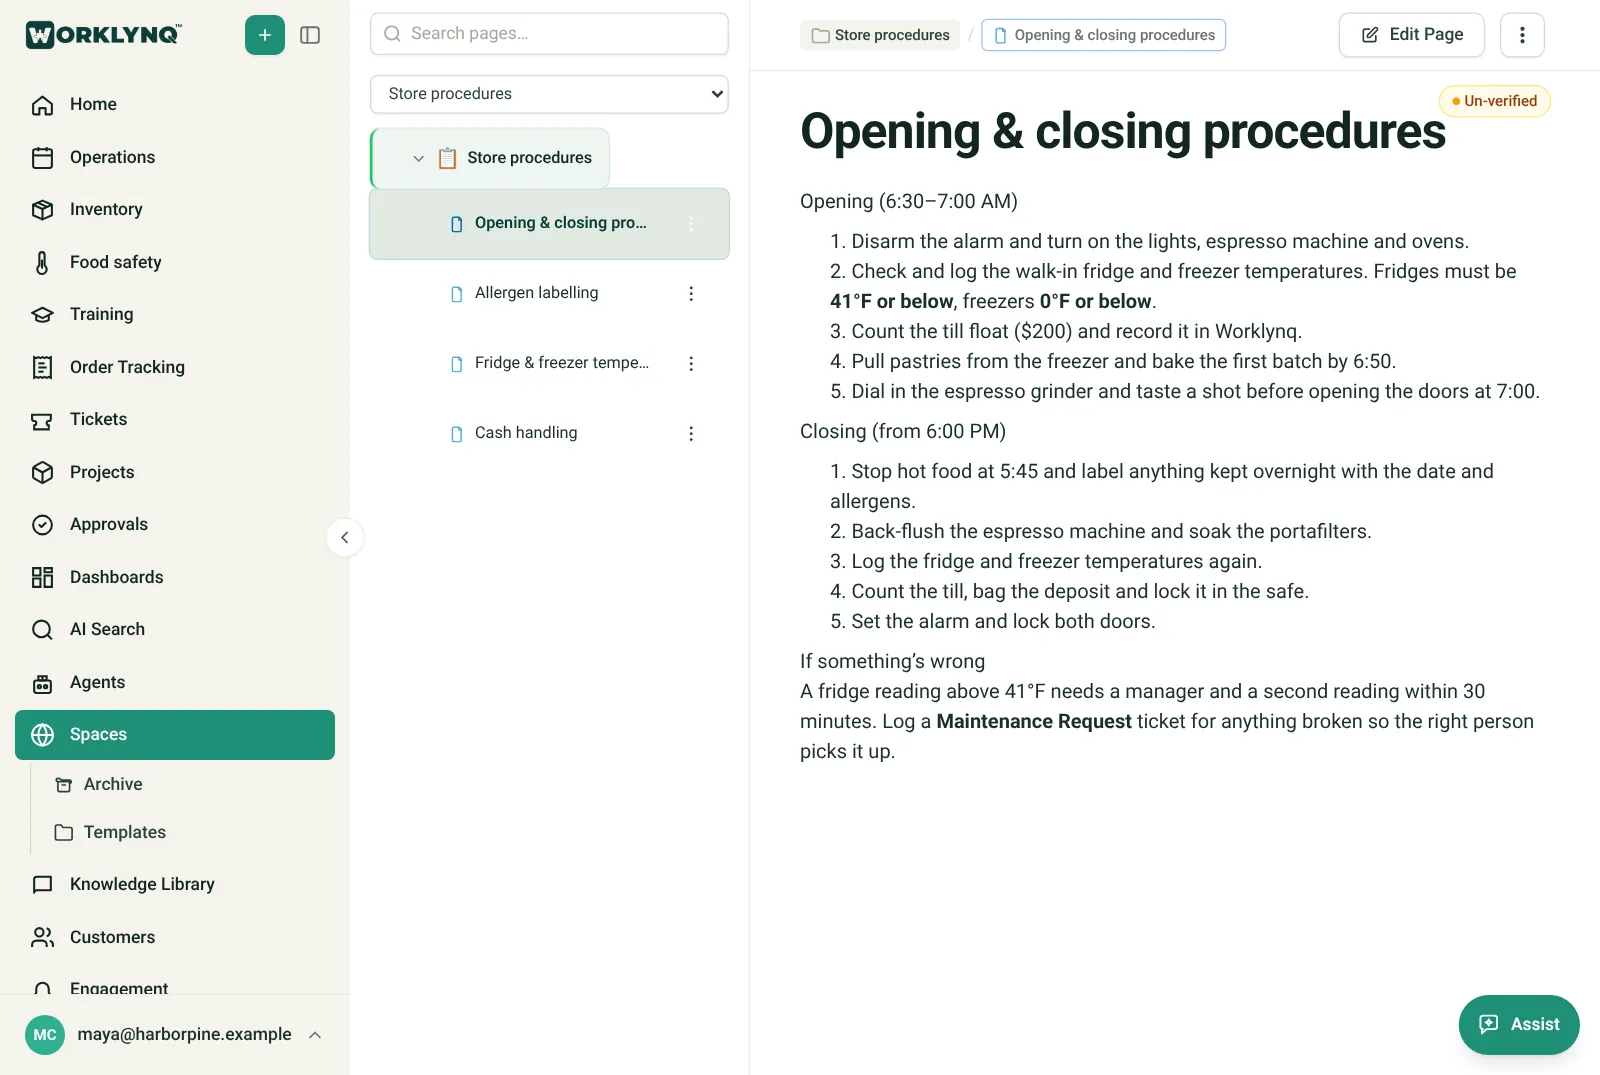 WORKLYNQ™
Home
Operations
Inventory
Food safety
Training
Order Tracking
Tickets
Projects
Approvals
Dashboards
AI Search
Agents
Spaces
Archive
Templates
Knowledge Library
Customers
Engagement
MC maya@harborpine.example
Search pages...
Store procedures
Store procedures
Opening & closing pro...
Allergen labelling
Fridge & freezer tempe...
Cash handling
Store procedures / Opening & closing procedures
Edit Page
Un-verified
Opening & closing procedures
Opening (6:30–7:00 AM)
1. Disarm the alarm and turn on the lights, espresso machine and ovens.
2. Check and log the walk-in fridge and freezer temperatures. Fridges must be
41°F or below, freezers 0°F or below.
3. Count the till float ($200) and record it in Worklynq.
4. Pull pastries from the freezer and bake the first batch by 6:50.
5. Dial in the espresso grinder and taste a shot before opening the doors at 7:00.
Closing (from 6:00 PM)
1. Stop hot food at 5:45 and label anything kept overnight with the date and
allergens.
2. Back-flush the espresso machine and soak the portafilters.
3. Log the fridge and freezer temperatures again.
4. Count the till, bag the deposit and lock it in the safe.
5. Set the alarm and lock both doors.
If something’s wrong
A fridge reading above 41°F needs a manager and a second reading within 30
minutes. Log a Maintenance Request ticket for anything broken so the right person
picks it up.
Assist